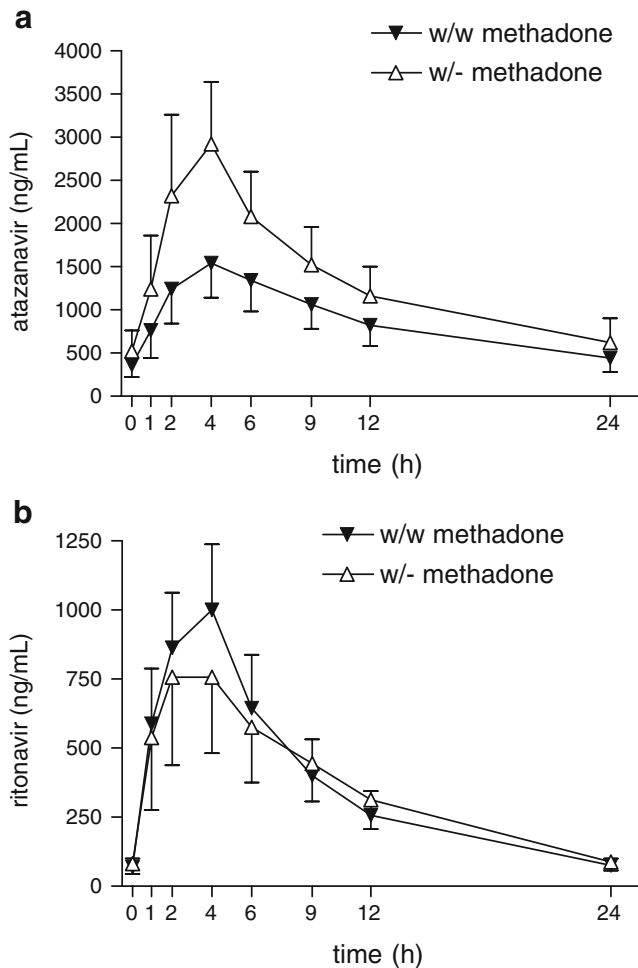 a
w/w methadone
w/- methadone
4000
3500
3000
2500
2000
1500
1000
500
0
atazanavir (ng/mL)
0 1 2 4 6 9 12 24
time (h)
b
w/w methadone
w/- methadone
1250
1000
750
500
250
0
ritonavir (ng/mL)
0 1 2 4 6 9 12 24
time (h)